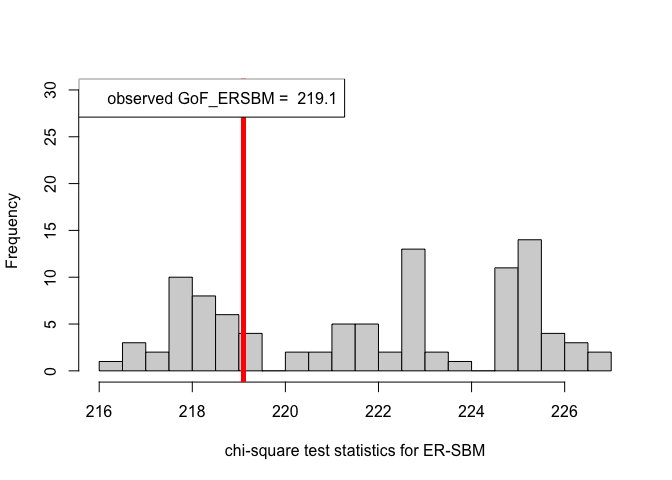 observed GoF_ERSBM = 219.1
Frequency
30
25
20
15
10
5
0
216 218 220 222 224 226
chi-square test statistics for ER-SBM